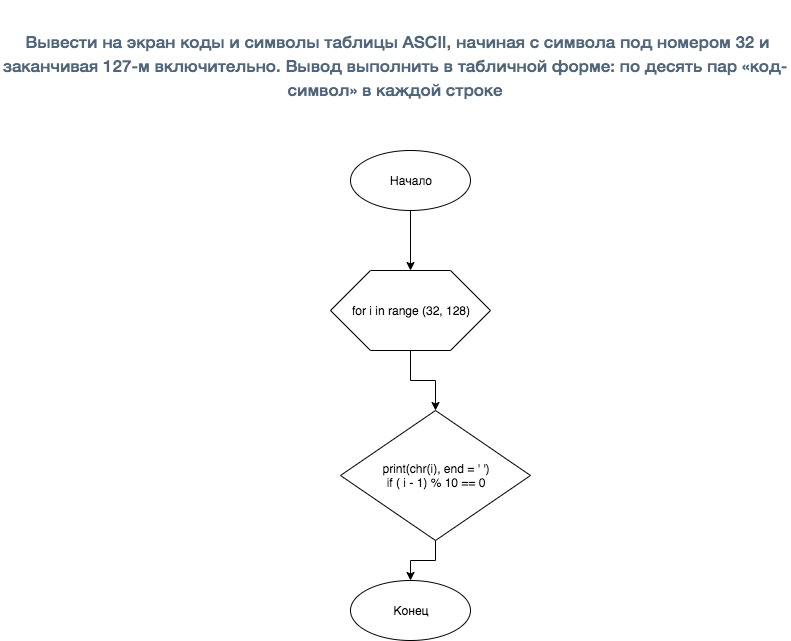 Вывести на экран коды и символы таблицы ASCII, начиная с символа под номером 32 и
заканчивая 127-м включительно. Вывод выполнить в табличной форме: по десять пар «код-
символ» в каждой строке
Начало
for i in range (32, 128)
print(chr(i), end = ' ')
if ( i - 1) % 10 == 0
Конец